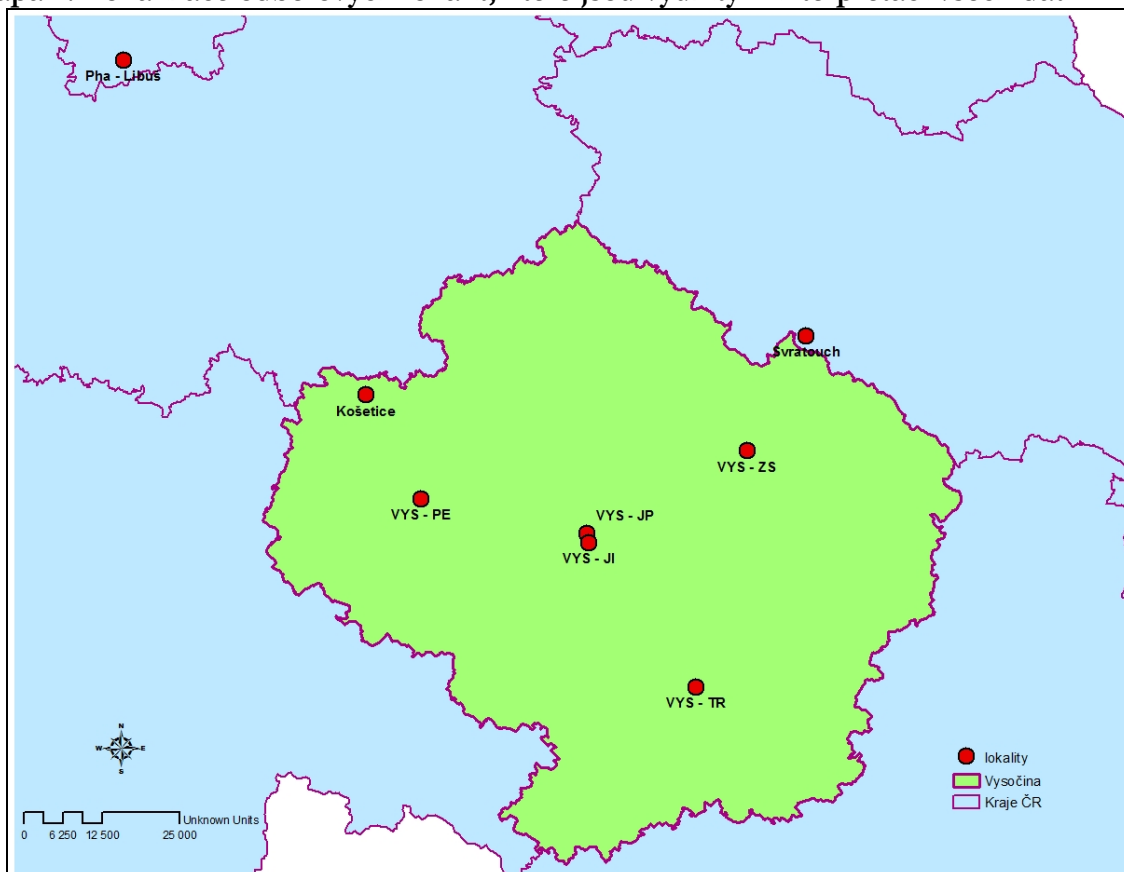 Pha - Libuš
Svratouch
Košetice
VYS - ZS
VYS - PE
VYS - JP
VYS - JI
VYS - TR
N
W E
S
lokality
Vysočina
Kraje ČR
Unknown Units
0 6 250 12 500 25 000